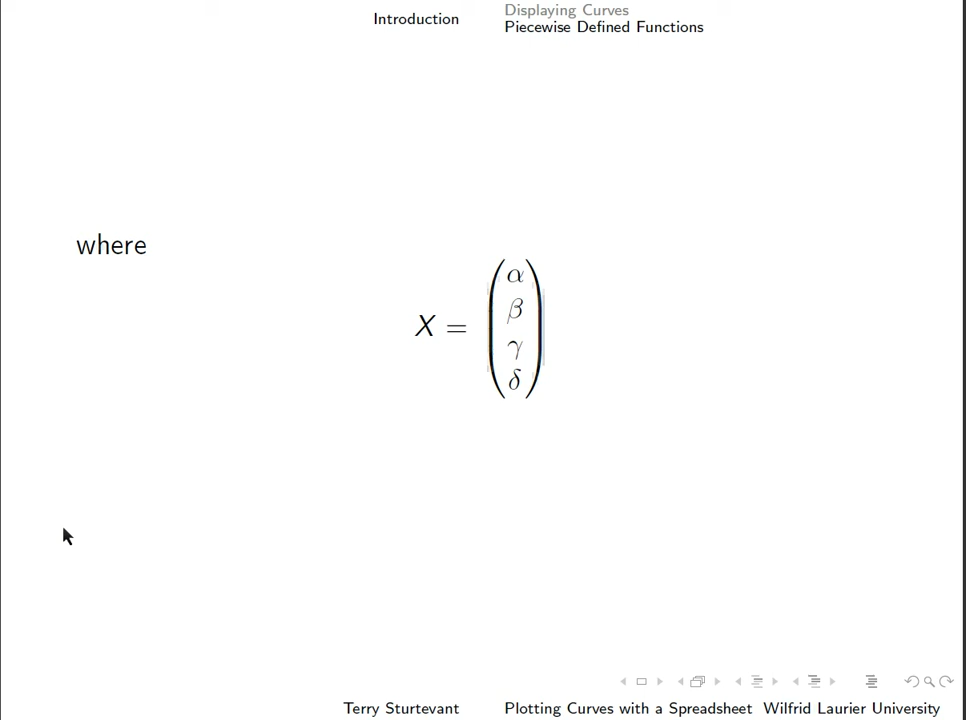 Introduction
Displaying Curves
Piecewise Defined Functions
where
X = (α
β
γ
δ)
Terry Sturtevant Plotting Curves with a Spreadsheet Wilfrid Laurier University